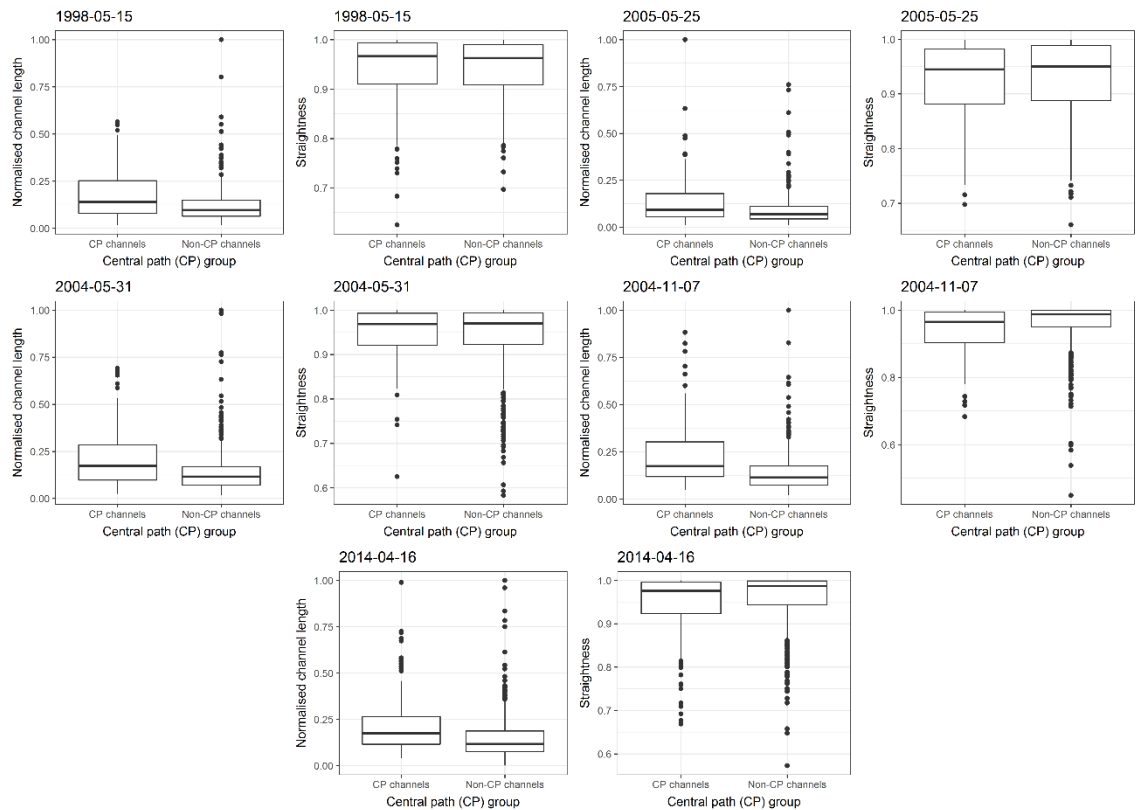 1998-05-15
1.00
0.75
0.50
0.25
0.00
Normalised channel length
CP channels Non-CP channels
Central path (CP) group
1998-05-15
1.0
0.9
0.8
0.7
Straightness
CP channels Non-CP channels
Central path (CP) group
2005-05-25
1.00
0.75
0.50
0.25
0.00
Normalised channel length
CP channels Non-CP channels
Central path (CP) group
2005-05-25
1.0
0.9
0.8
0.7
Straightness
CP channels Non-CP channels
Central path (CP) group
2004-05-31
1.00
0.75
0.50
0.25
0.00
Normalised channel length
CP channels Non-CP channels
Central path (CP) group
2004-05-31
1.0
0.9
0.8
0.7
0.6
Straightness
CP channels Non-CP channels
Central path (CP) group
2004-11-07
1.00
0.75
0.50
0.25
0.00
Normalised channel length
CP channels Non-CP channels
Central path (CP) group
2004-11-07
1.0
0.9
0.8
0.6
Straightness
CP channels Non-CP channels
Central path (CP) group
2014-04-16
1.00
0.75
0.50
0.25
0.00
Normalised channel length
CP channels Non-CP channels
Central path (CP) group
2014-04-16
1.0
0.9
0.8
0.7
0.6
Straightness
CP channels Non-CP channels
Central path (CP) group